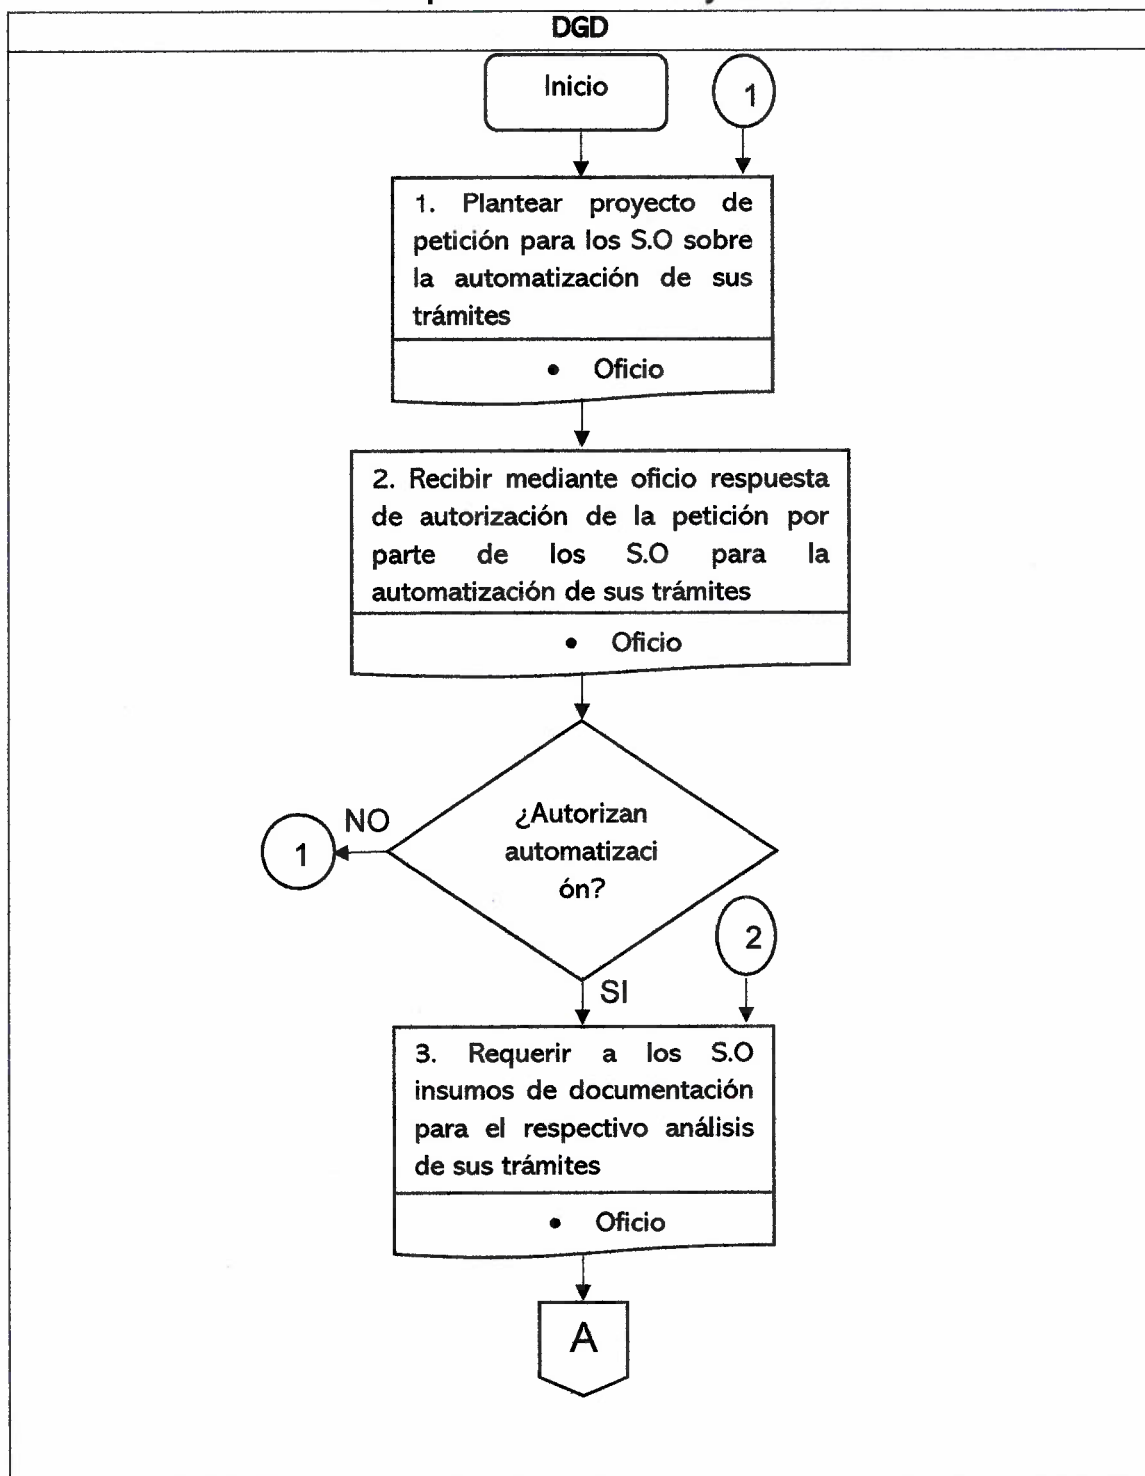 DGD
Inicio
1
1. Plantear proyecto de
petición para los S.O sobre
la automatización de sus
trámites
• Oficio
2. Recibir mediante oficio respuesta
de autorización de la petición por
parte de los S.O para la
automatización de sus trámites
• Oficio
NO
1
¿Autorizan
automatizaci
ón?
2
SI
3. Requerir a los S.O
insumos de documentación
para el respectivo análisis
de sus trámites
• Oficio
A